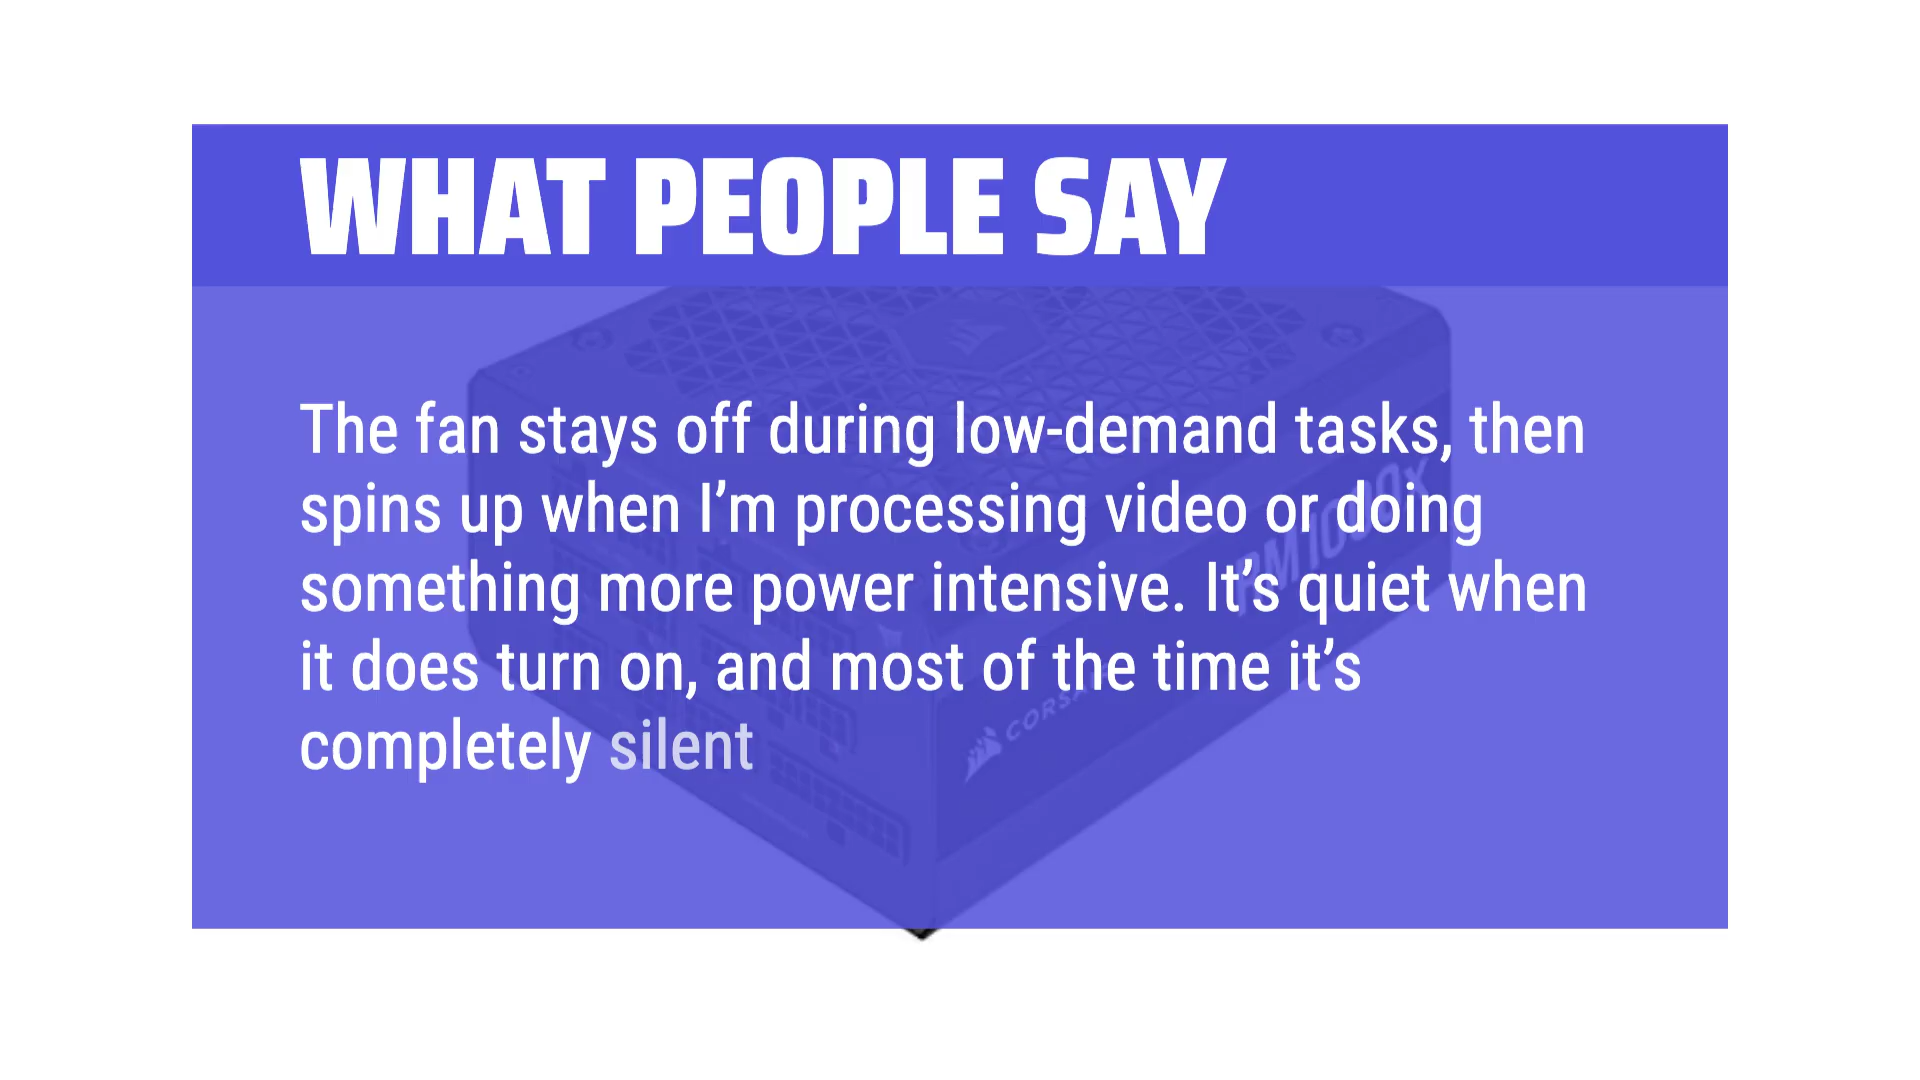 WHAT PEOPLE SAY
The fan stays off during low-demand tasks, then
spins up when I’m processing video or doing
something more power intensive. It’s quiet when
it does turn on, and most of the time it’s
completely silent
RM1000x
CORSAIR